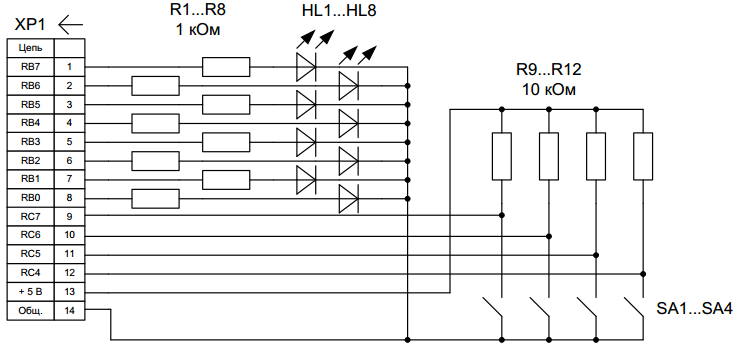 R1...R8
1 кОм
HL1...HL8
XP1
Цепь
RB7 1
RB6 2
RB5 3
RB4 4
RB3 5
RB2 6
RB1 7
RB0 8
RC7 9
RC6 10
RC5 11
RC4 12
+ 5 В 13
Общ. 14
R9...R12
10 кОм
SA1...SA4